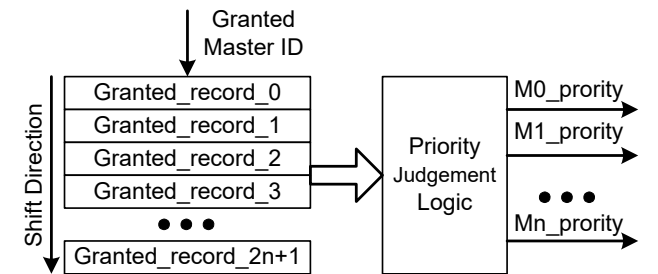 Granted
Master ID
Shift Direction
Granted_record_0
Granted_record_1
Granted_record_2
Granted_record_3
Granted_record_2n+1
Priority
Judgement
Logic
M0_prority
M1_prority
Mn_prority